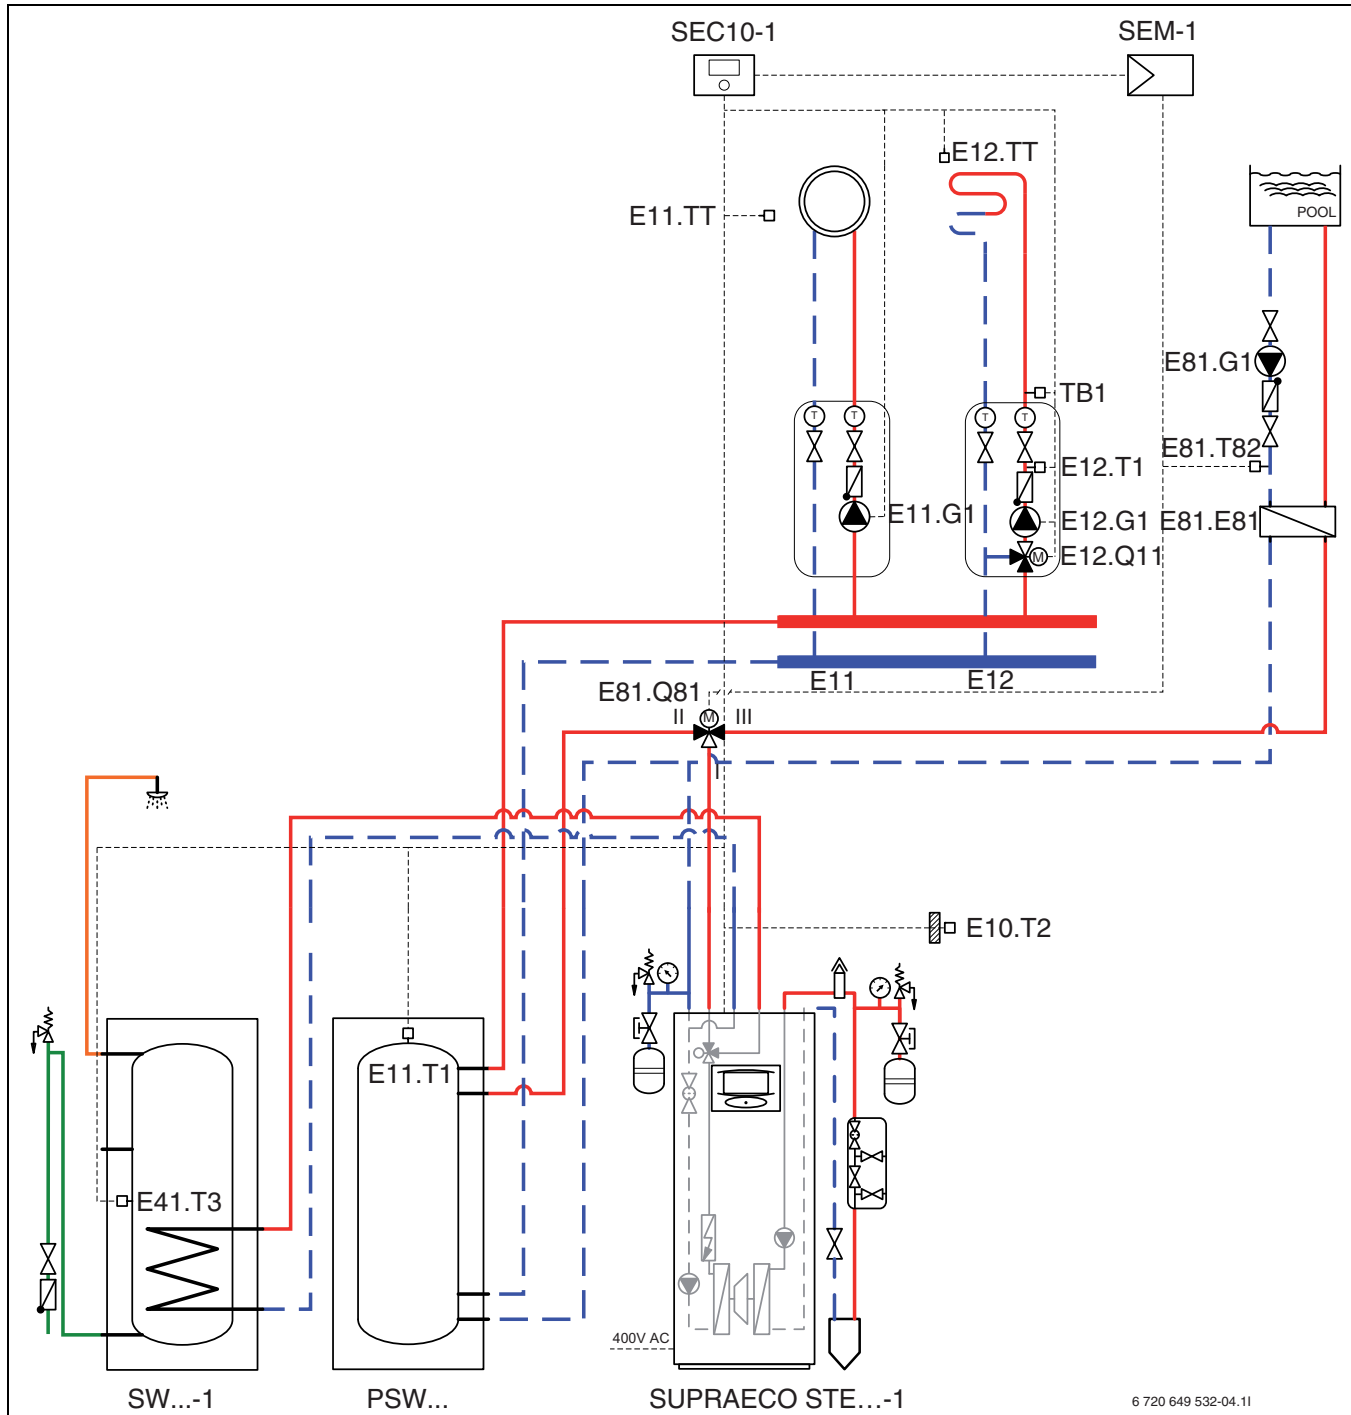 SEC10-1
SEM-1
E12.TT
E11.TT
POOL
E81.G1
TB1
T
T
T
T
E81.T82
E12.T1
E11.G1
E12.G1
E81.E81
M
E12.Q11
E11
E12
E81.Q81
II
M
III
I
E10.T2
E11.T1
E41.T3
400V AC
SW...-1
PSW...
SUPRAECO STE...-1
6 720 649 532-04.1I